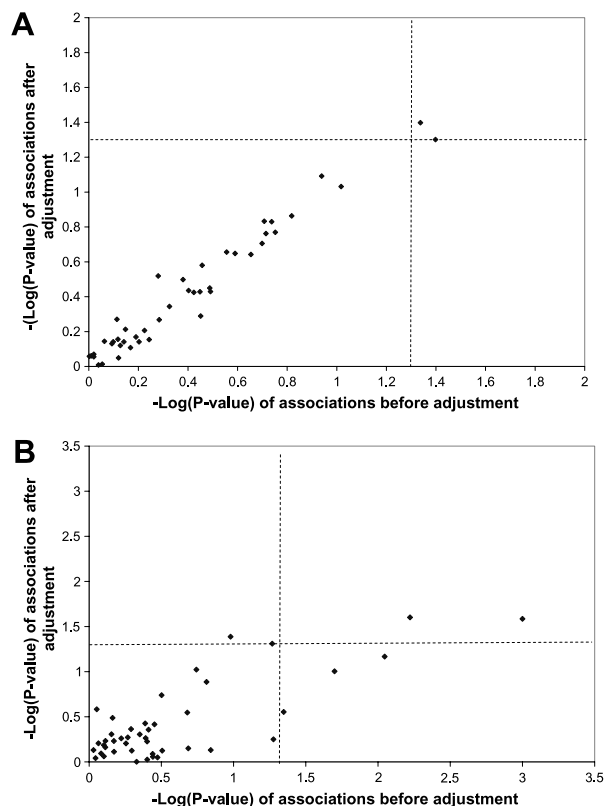 A
-(Log(P-value) of associations after
adjustment
2
1.8
1.6
1.4
1.2
1
0.8
0.6
0.4
0.2
0
0 0.2 0.4 0.6 0.8 1 1.2 1.4 1.6 1.8 2
-Log(P-value) of associations before adjustment
B
-Log(P-value) of associations after
adjustment
3.5
3
2.5
2
1.5
1
0.5
0
0 0.5 1 1.5 2 2.5 3 3.5
-Log(P-value) of associations before adjustment